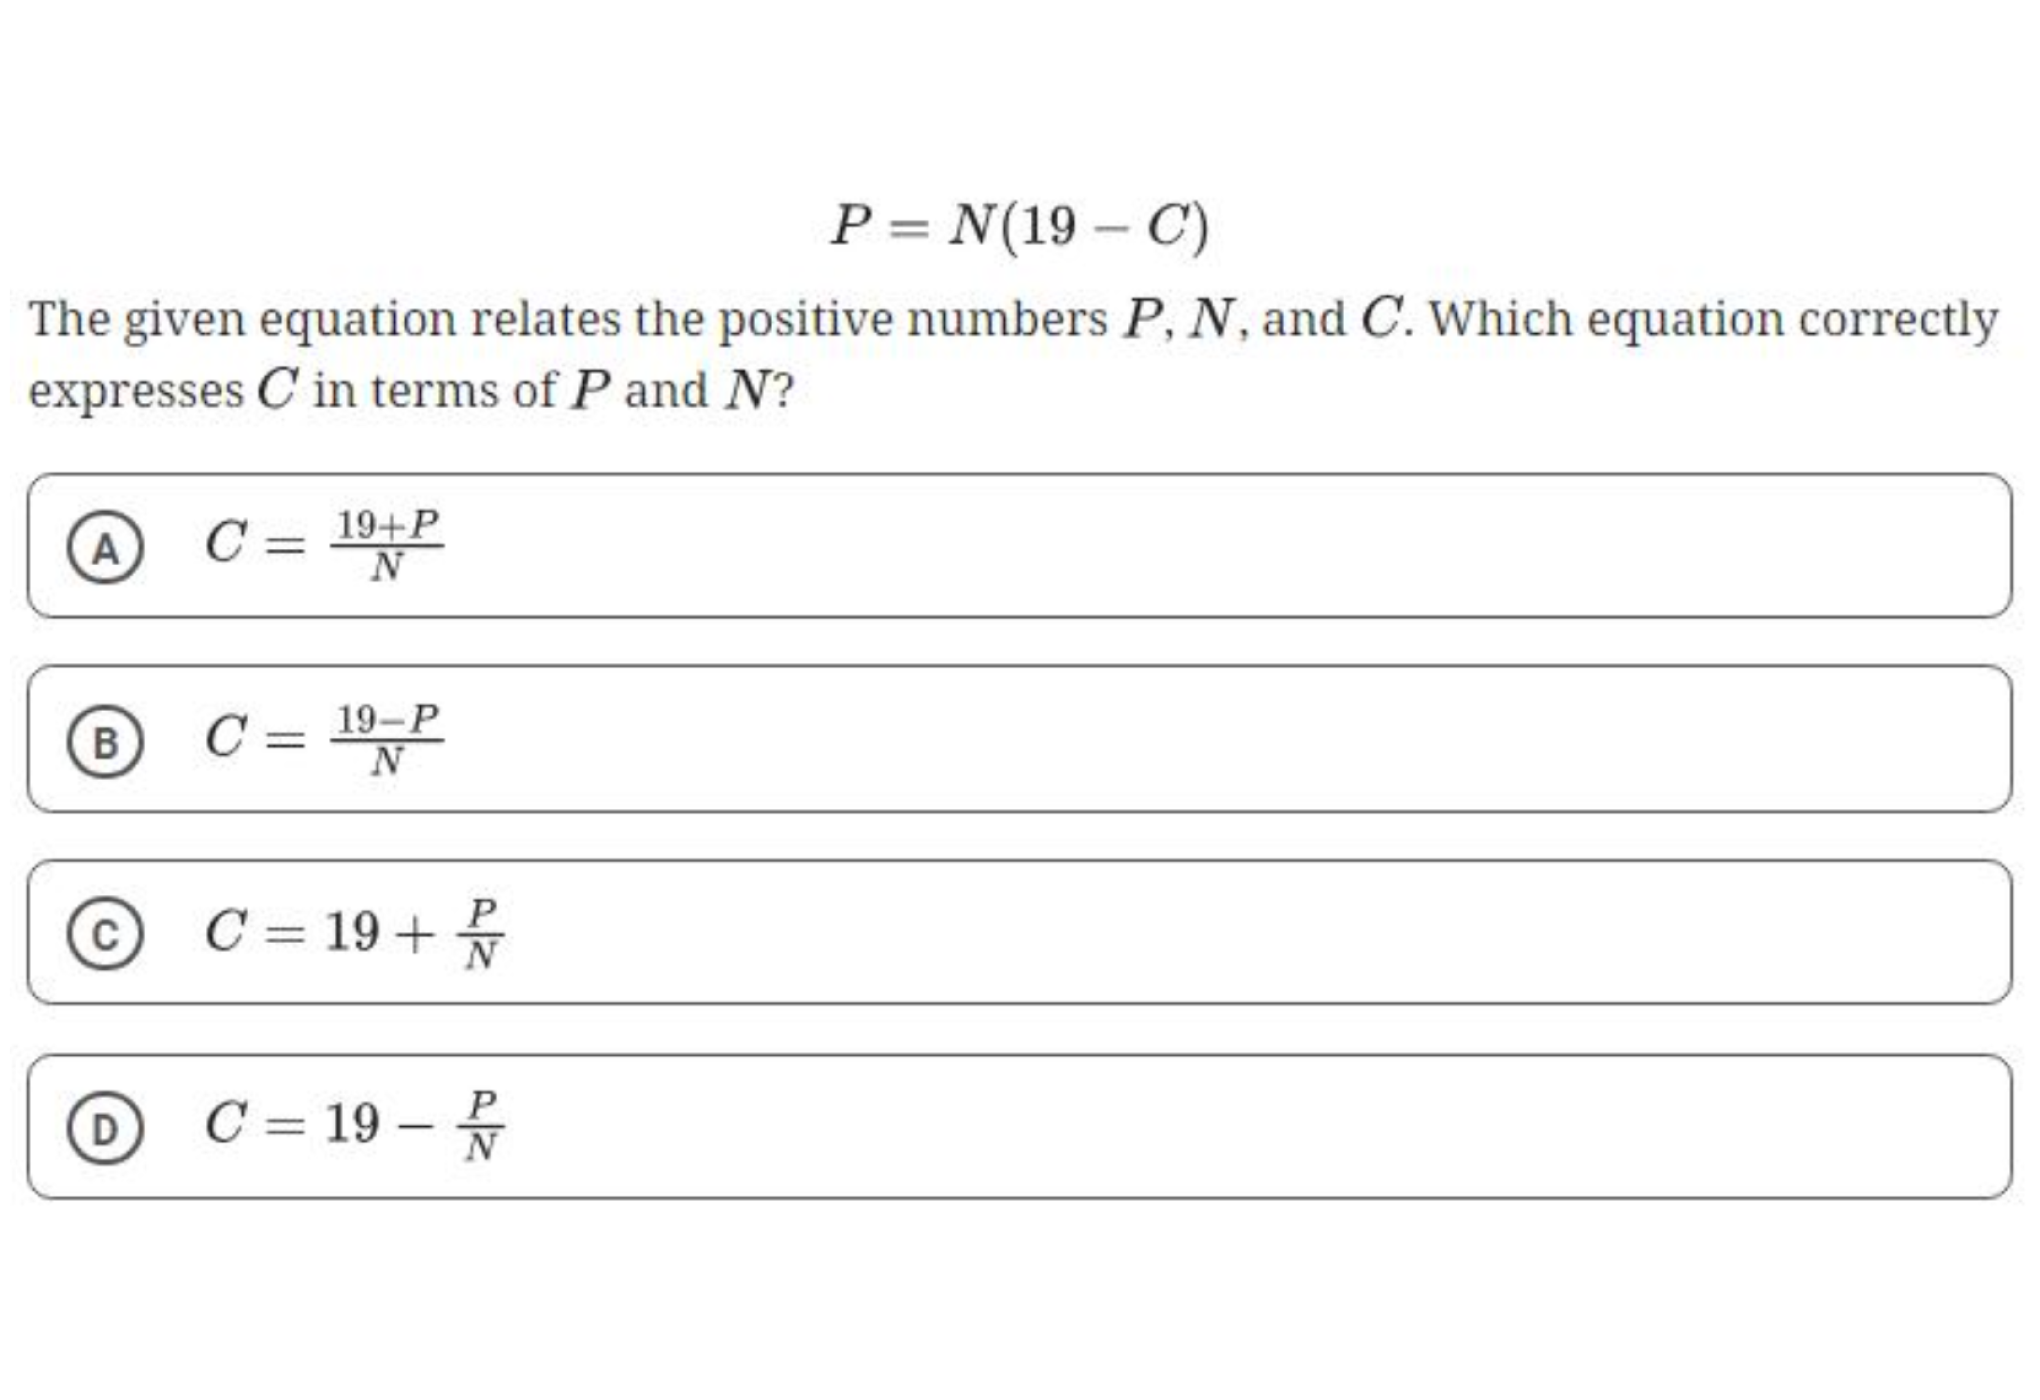 P = N(19 − C)
The given equation relates the positive numbers P, N, and C. Which equation correctly
expresses C in terms of P and N?
A C = \frac{19+P}{N}
B C = \frac{19−P}{N}
C C = 19 + \frac{P}{N}
D C = 19 − \frac{P}{N}